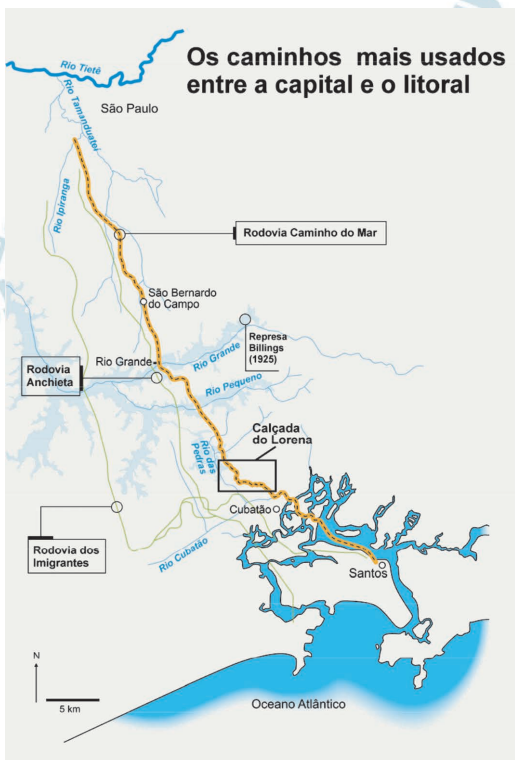 Os caminhos mais usados
entre a capital e o litoral
Rio Tietê
Rio Tamanduateí
São Paulo
Rio Ipiranga
Rodovia Caminho do Mar
São Bernardo
do Campo
Represa
Billings
(1925)
Rio Grande
Rio Grande
Rodovia
Anchieta
Rio Pequeno
Calçada
do Lorena
Rio das
Pedras
Cubatão
Rodovia dos
Imigrantes
Rio Cubatão
Santos
N
5 km
Oceano Atlântico